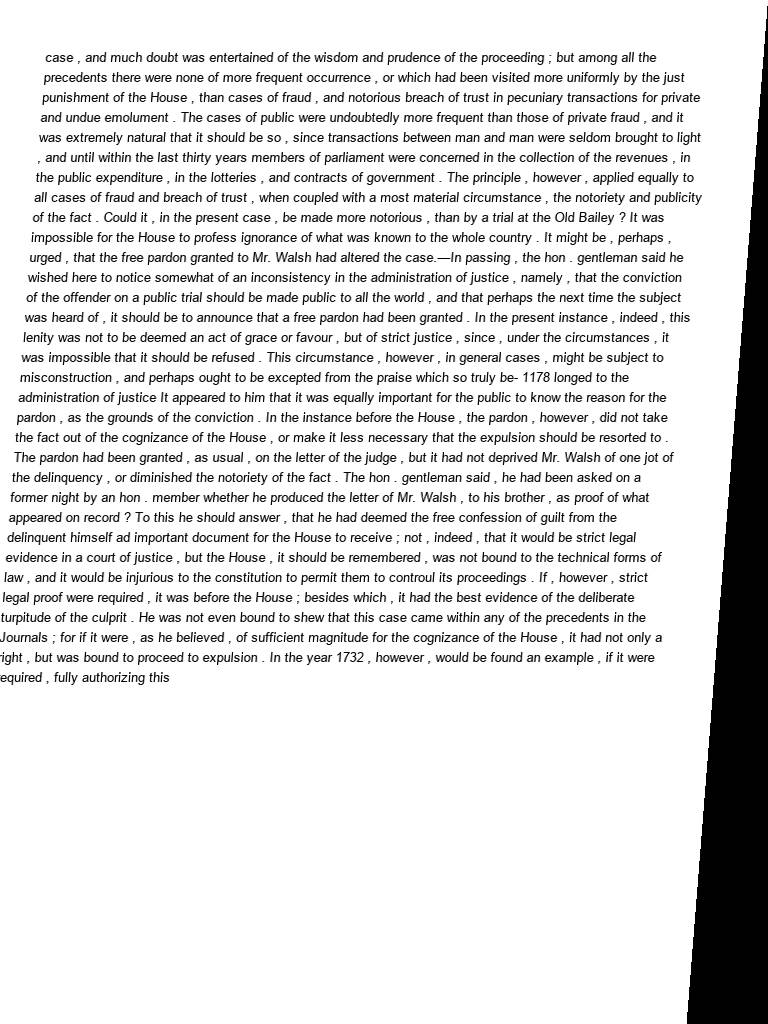 case , and much doubt was entertained of the wisdom and prudence of the proceeding ; but among all the
precedents there were none of more frequent occurrence , or which had been visited more uniformly by the just
punishment of the House , than cases of fraud , and notorious breach of trust in pecuniary transactions for private
and undue emolument . The cases of public were undoubtedly more frequent than those of private fraud , and it
was extremely natural that it should be so , since transactions between man and man were seldom brought to light
, and until within the last thirty years members of parliament were concerned in the collection of the revenues , in
the public expenditure , in the lotteries , and contracts of government . The principle , however , applied equally to
all cases of fraud and breach of trust , when coupled with a most material circumstance , the notoriety and publicity
of the fact . Could it , in the present case , be made more notorious , than by a trial at the Old Bailey ? It was
impossible for the House to profess ignorance of what was known to the whole country . It might be , perhaps ,
urged , that the free pardon granted to Mr. Walsh had altered the case.—In passing , the hon . gentleman said he
wished here to notice somewhat of an inconsistency in the administration of justice , namely , that the conviction
of the offender on a public trial should be made public to all the world , and that perhaps the next time the subject
was heard of , it should be to announce that a free pardon had been granted . In the present instance , indeed , this
lenity was not to be deemed an act of grace or favour , but of strict justice , since , under the circumstances , it
was impossible that it should be refused . This circumstance , however , in general cases , might be subject to
misconstruction , and perhaps ought to be excepted from the praise which so truly be- 1178 longed to the
administration of justice It appeared to him that it was equally important for the public to know the reason for the
pardon , as the grounds of the conviction . In the instance before the House , the pardon , however , did not take
the fact out of the cognizance of the House , or make it less necessary that the expulsion should be resorted to .
The pardon had been granted , as usual , on the letter of the judge , but it had not deprived Mr. Walsh of one jot of
the delinquency , or diminished the notoriety of the fact . The hon . gentleman said , he had been asked on a
former night by an hon . member whether he produced the letter of Mr. Walsh , to his brother , as proof of what
appeared on record ? To this he should answer , that he had deemed the free confession of guilt from the
delinquent himself ad important document for the House to receive ; not , indeed , that it would be strict legal
evidence in a court of justice , but the House , it should be remembered , was not bound to the technical forms of
law , and it would be injurious to the constitution to permit them to controul its proceedings . If , however , strict
legal proof were required , it was before the House ; besides which , it had the best evidence of the deliberate
turpitude of the culprit . He was not even bound to shew that this case came within any of the precedents in the
Journals ; for if it were , as he believed , of sufficient magnitude for the cognizance of the House , it had not only a
right , but was bound to proceed to expulsion . In the year 1732 , however , would be found an example , if it were
required , fully authorizing this